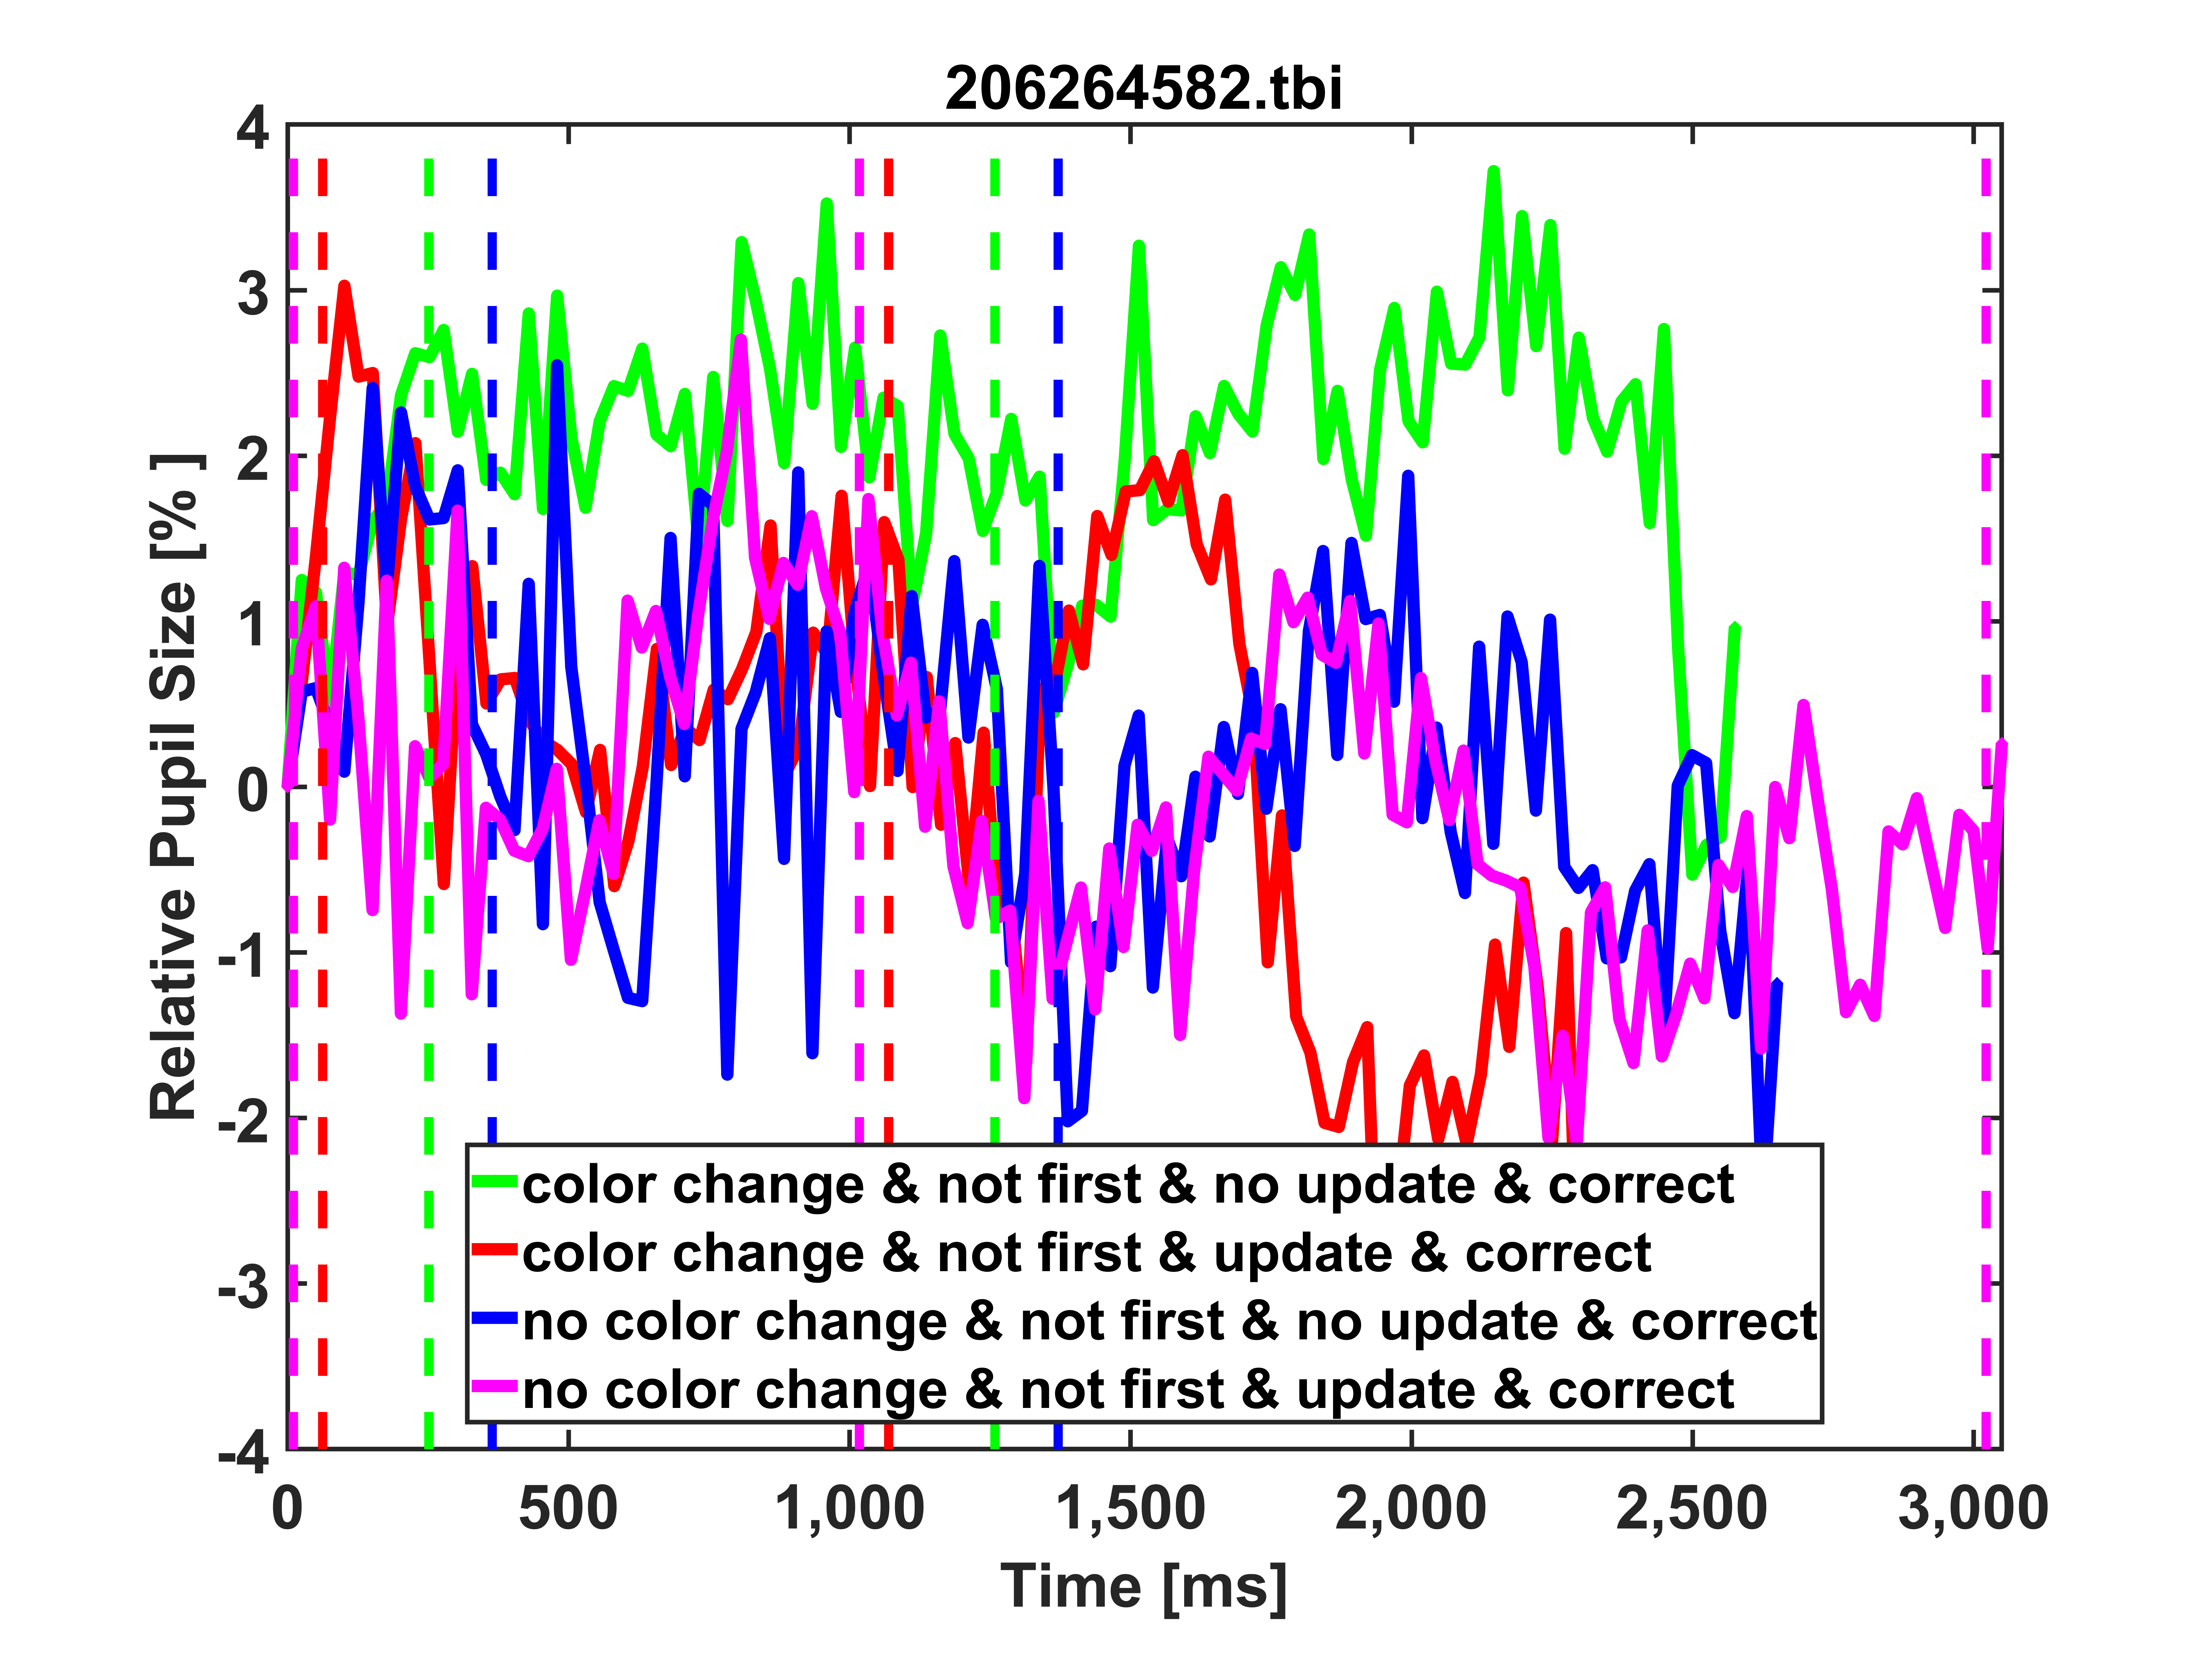 206264582.tbi
4
3
2
1
0
-1
-2
-3
-4
Relative Pupil Size [% ]
color change & not first & no update & correct
color change & not first & update & correct
no color change & not first & no update & correct
no color change & not first & update & correct
0 500 1,000 1,500 2,000 2,500 3,000
Time [ms]